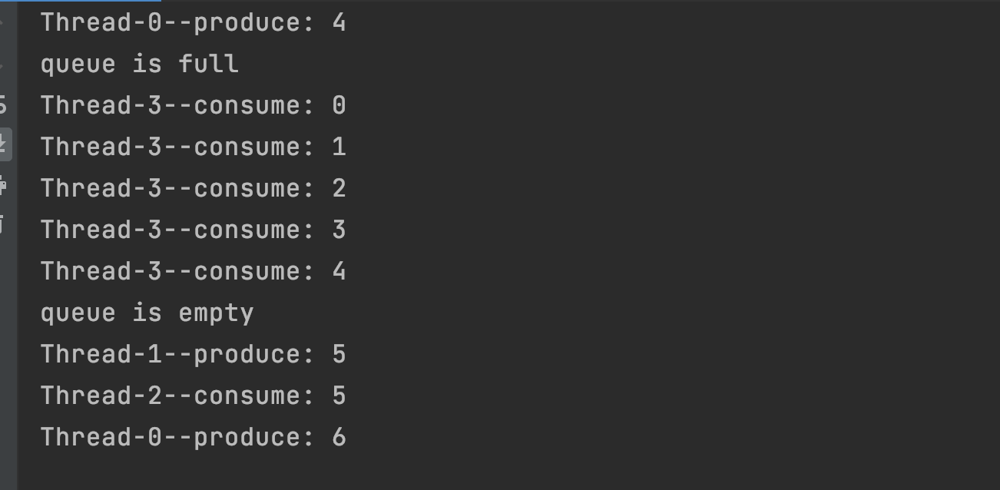 Thread-0--produce: 4
queue is full
Thread-3--consume: 0
Thread-3--consume: 1
Thread-3--consume: 2
Thread-3--consume: 3
Thread-3--consume: 4
queue is empty
Thread-1--produce: 5
Thread-2--consume: 5
Thread-0--produce: 6